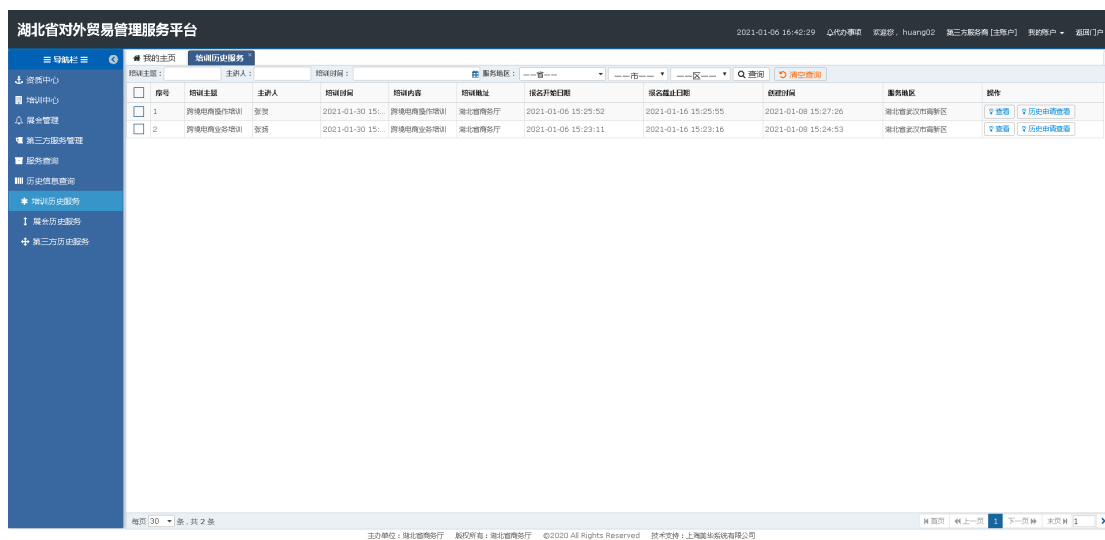 湖北省对外贸易管理服务平台
2021-01-06 16:42:29 代办事项 欢迎您，huang02 第三方服务商 [主账户] 我的账户 返回门户
导航栏 我的主页 培训历史服务 ×
培训主题： 主讲人： 培训时间： 服务地区： ——省—— ——市—— ——区—— 查询 清空查询
序号 培训主题 主讲人 培训时间 培训内容 培训地址 报名开始日期 报名截止日期 创建时间 服务地区 操作
1 跨境电商操作培训 张贺 2021-01-30 15:... 跨境电商操作培训 湖北省商务厅 2021-01-06 15:25:52 2021-01-16 15:25:55 2021-01-08 15:27:26 湖北省武汉市高新区 查看 历史申请查看
2 跨境电商业务培训 张扬 2021-01-30 15:... 跨境电商业务培训 湖北省商务厅 2021-01-06 15:23:11 2021-01-16 15:23:16 2021-01-08 15:24:53 湖北省武汉市高新区 查看 历史申请查看
资质中心
培训中心
展会管理
第三方服务管理
服务查询
历史信息查询
培训历史服务
展会历史服务
第三方历史服务
每页 30 条，共 2 条 首页 上一页 1 下一页 末页 1
主办单位：湖北省商务厅 版权所有：湖北省商务厅 ©2020 All Rights Reserved 技术支持：上海美华系统有限公司